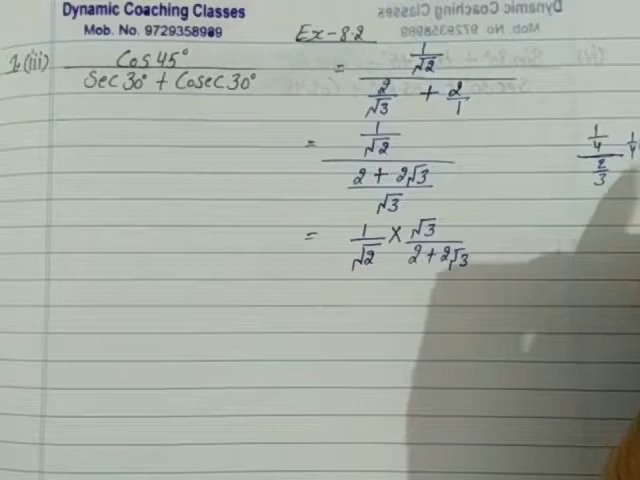 Dynamic Coaching Classes
Mob. No. 9729358989
Ex-8.2
1.(iii) Cos 45° / Sec 30° + Cosec 30° = 1/√2 / 2/√3 + 2/1
= 1/√2 / 2 + 2√3 / √3
1/4 / 2/3 1/4
= 1/√2 × √3 / 2 + 2√3